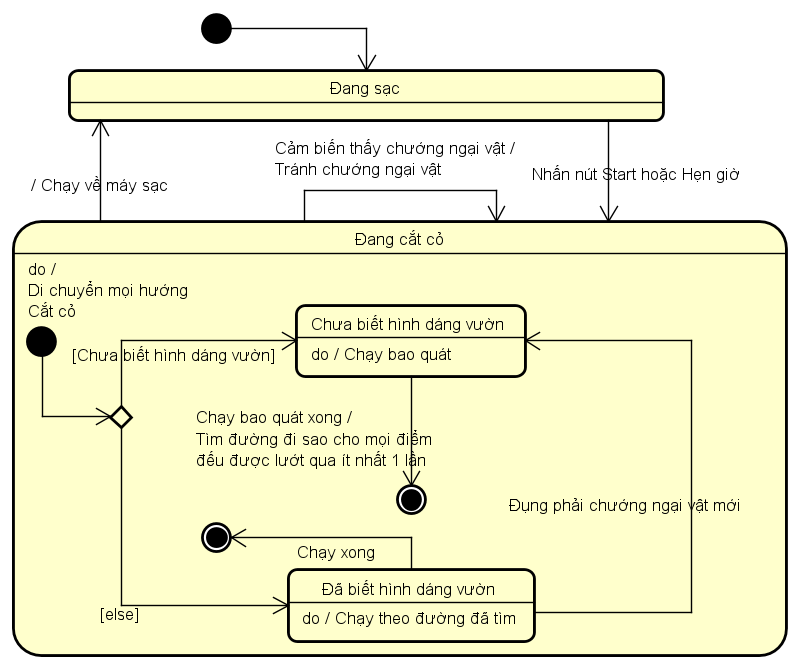 Đang sạc
Cảm biến thấy chướng ngại vật /
Tránh chướng ngại vật
Nhấn nút Start hoặc Hẹn giờ
/ Chạy về máy sạc
Đang cắt cỏ
do /
Di chuyển mọi hướng
Cắt cỏ
Chưa biết hình dáng vườn
do / Chạy bao quát
[Chưa biết hình dáng vườn]
Chạy bao quát xong /
Tìm đường đi sao cho mọi điểm
đếu được lướt qua ít nhất 1 lần
Đụng phải chướng ngại vật mới
Chạy xong
Đã biết hình dáng vườn
do / Chạy theo đường đã tìm
[else]